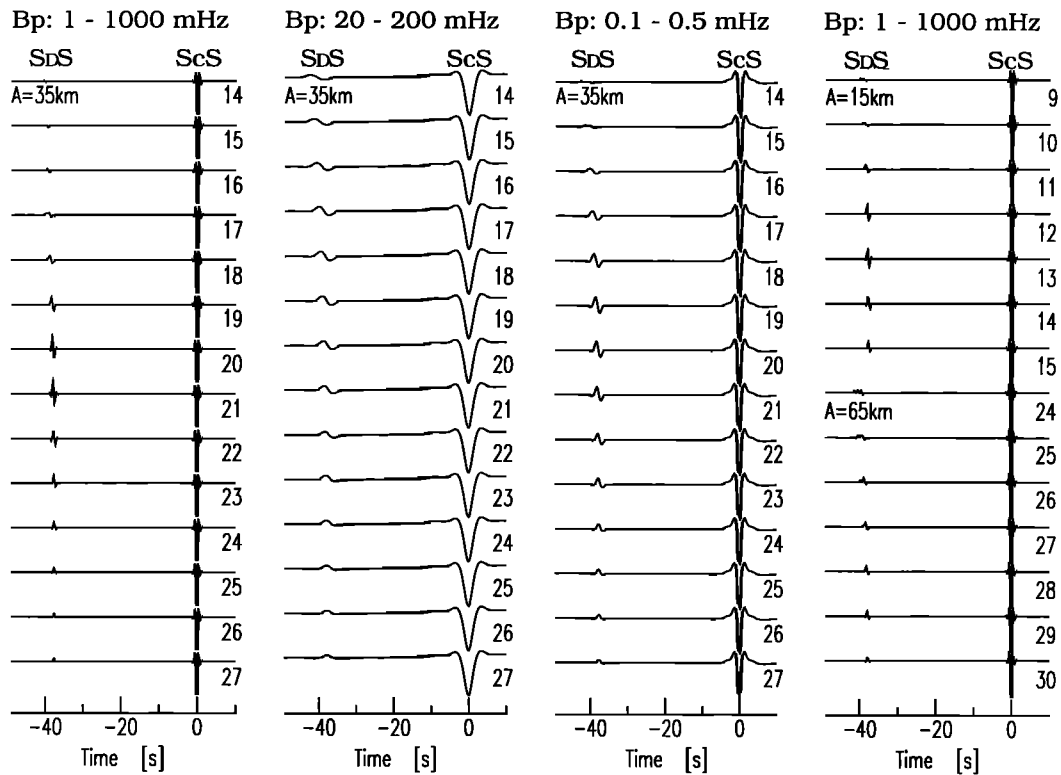 Bp: 1 - 1000 mHz
SDS ScS
A=35km
14
15
16
17
18
19
20
21
22
23
24
25
26
27
-40 -20 0
Time [s]
Bp: 20 - 200 mHz
SDS ScS
A=35km
14
15
16
17
18
19
20
21
22
23
24
25
26
27
-40 -20 0
Time [s]
Bp: 0.1 - 0.5 mHz
SDS ScS
A=35km
14
15
16
17
18
19
20
21
22
23
24
25
26
27
-40 -20 0
Time [s]
Bp: 1 - 1000 mHz
SDS ScS
A=15km
9
10
11
12
13
14
15
24
A=65km
25
26
27
28
29
30
-40 -20 0
Time [s]